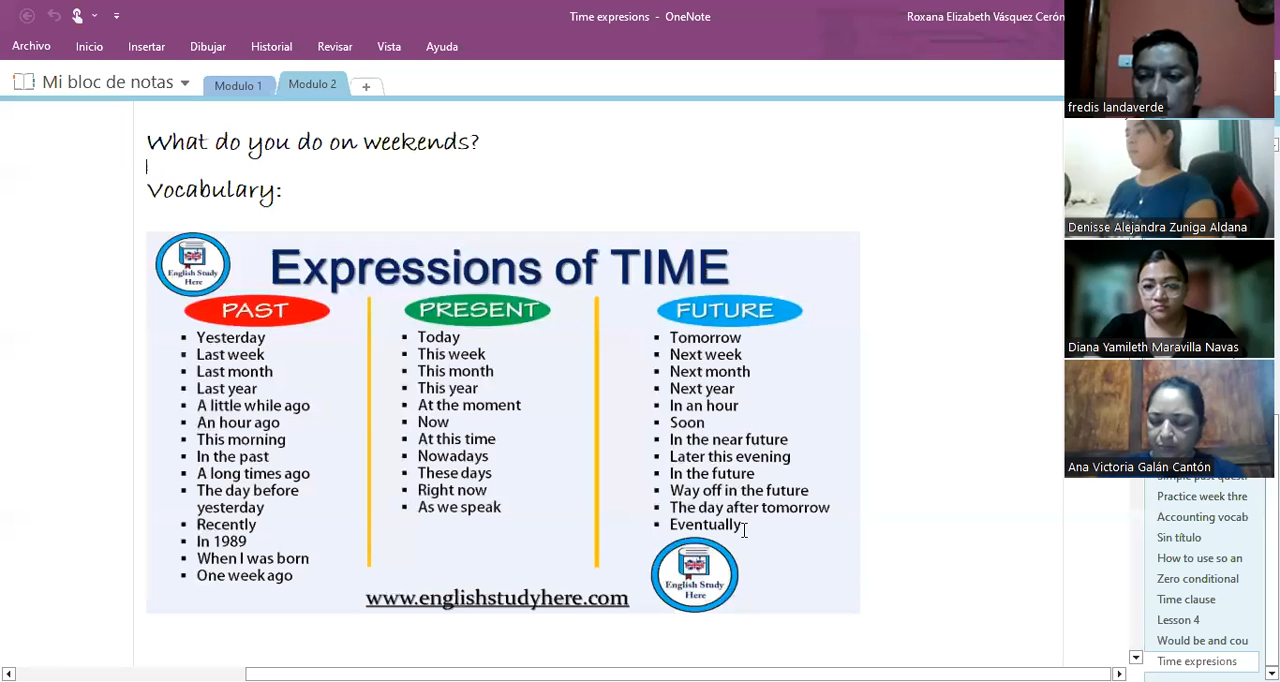 Time expresions - OneNote
Roxana Elizabeth Vásquez Cerón
Archivo Inicio Insertar Dibujar Historial Revisar Vista Ayuda
Mi bloc de notas Modulo 1 Modulo 2 +
What do you do on weekends?
Vocabulary:
English Study
Here
Expressions of TIME
PAST
Yesterday
Last week
Last month
Last year
A little while ago
An hour ago
This morning
In the past
A long times ago
The day before
yesterday
Recently
In 1989
When I was born
One week ago
PRESENT
Today
This week
This month
This year
At the moment
Now
At this time
Nowadays
These days
Right now
As we speak
FUTURE
Tomorrow
Next week
Next month
Next year
In an hour
Soon
In the near future
Later this evening
In the future
Way off in the future
The day after tomorrow
Eventually
English Study
Here
www.englishstudyhere.com
fredis landaverde
Denisse Alejandra Zuniga Aldana
Diana Yamileth Maravilla Navas
Ana Victoria Galán Cantón
Simple past questi
Practice week thre
Accounting vocab
Sin título
How to use so an
Zero conditional
Time clause
Lesson 4
Would be and cou
Time expresions